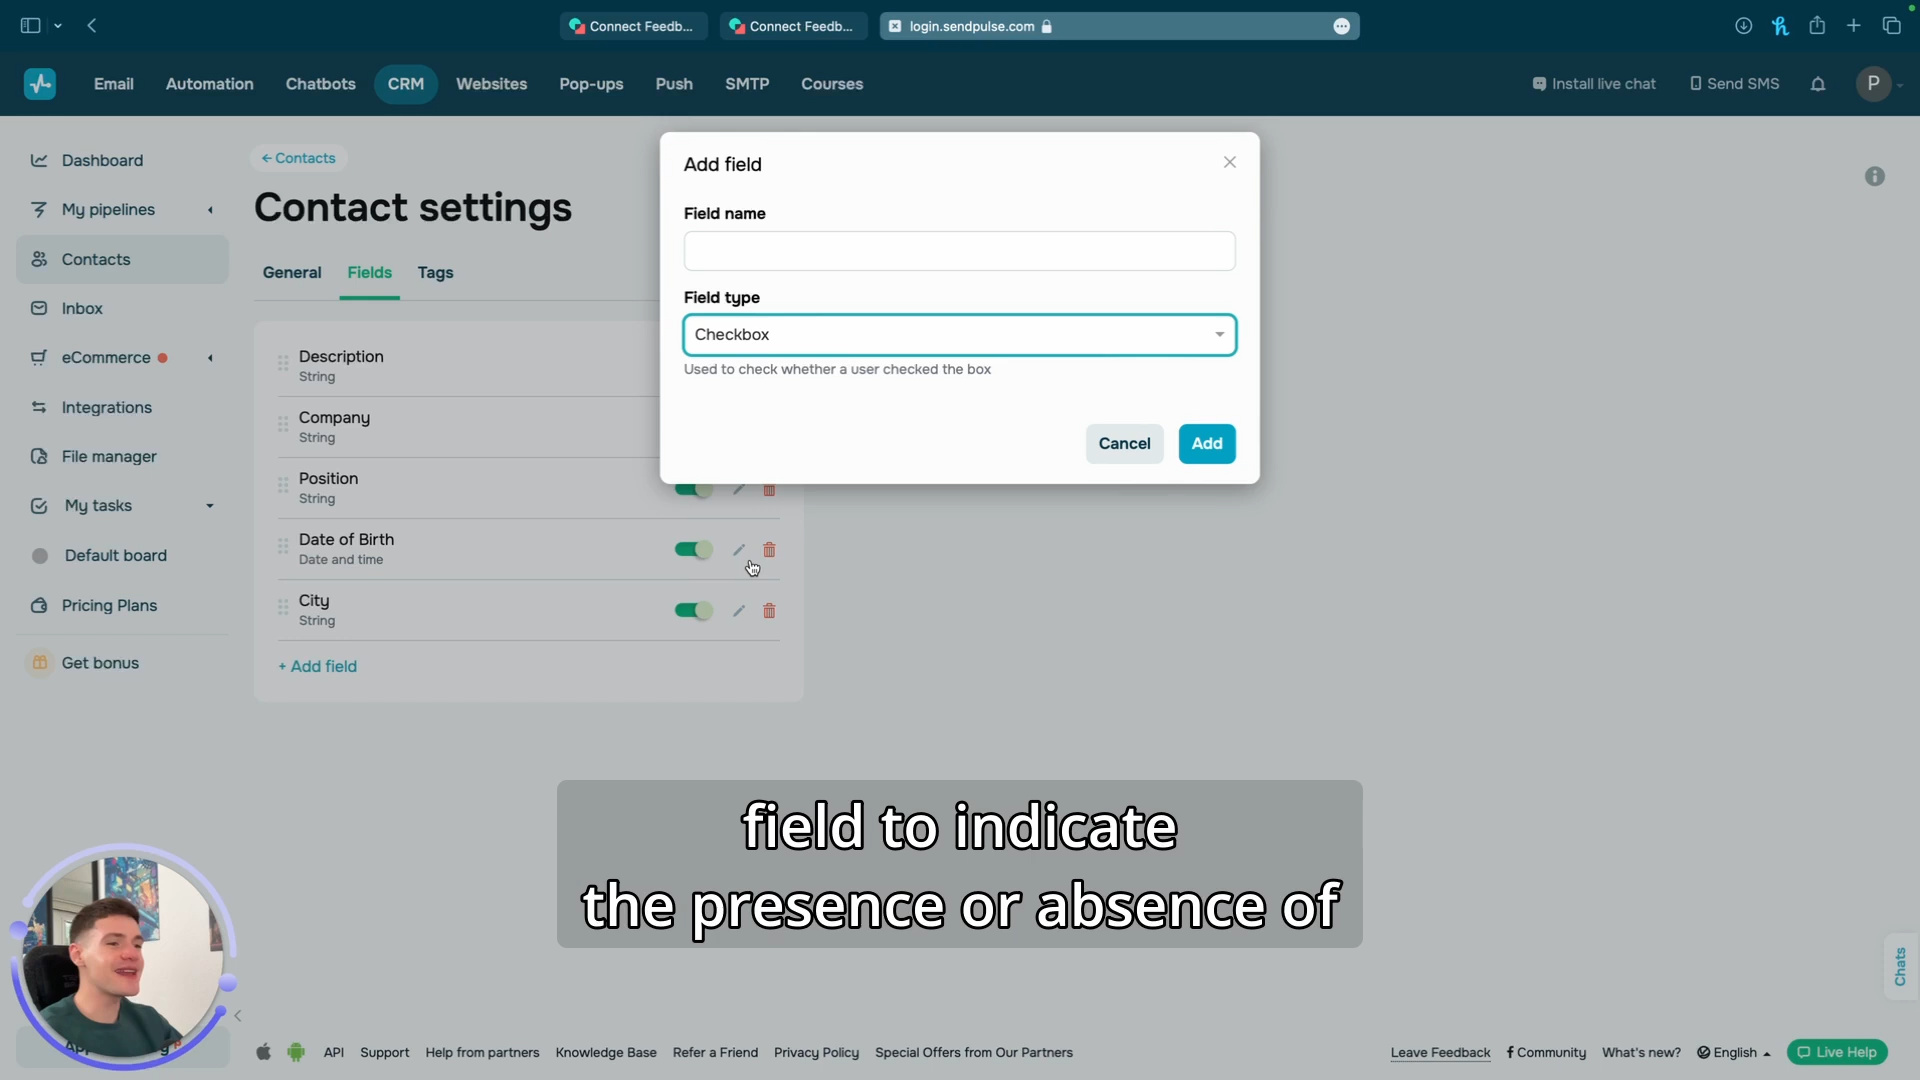 Connect Feedb...
Connect Feedb...
login.sendpulse.com
Email
Automation
Chatbots
CRM
Websites
Pop-ups
Push
SMTP
Courses
Install live chat
Send SMS
P
Dashboard
My pipelines
Contacts
Inbox
eCommerce
Integrations
File manager
My tasks
Default board
Pricing Plans
Get bonus
← Contacts
Contact settings
General
Fields
Tags
Description
String
Company
String
Position
String
Date of Birth
Date and time
City
String
+ Add field
Add field
Field name
Field type
Checkbox
Used to check whether a user checked the box
Cancel
Add
field to indicate
the presence or absence of
Chats
API
Support
Help from partners
Knowledge Base
Refer a Friend
Privacy Policy
Special Offers from Our Partners
Leave Feedback
Community
What's new?
English
Live Help